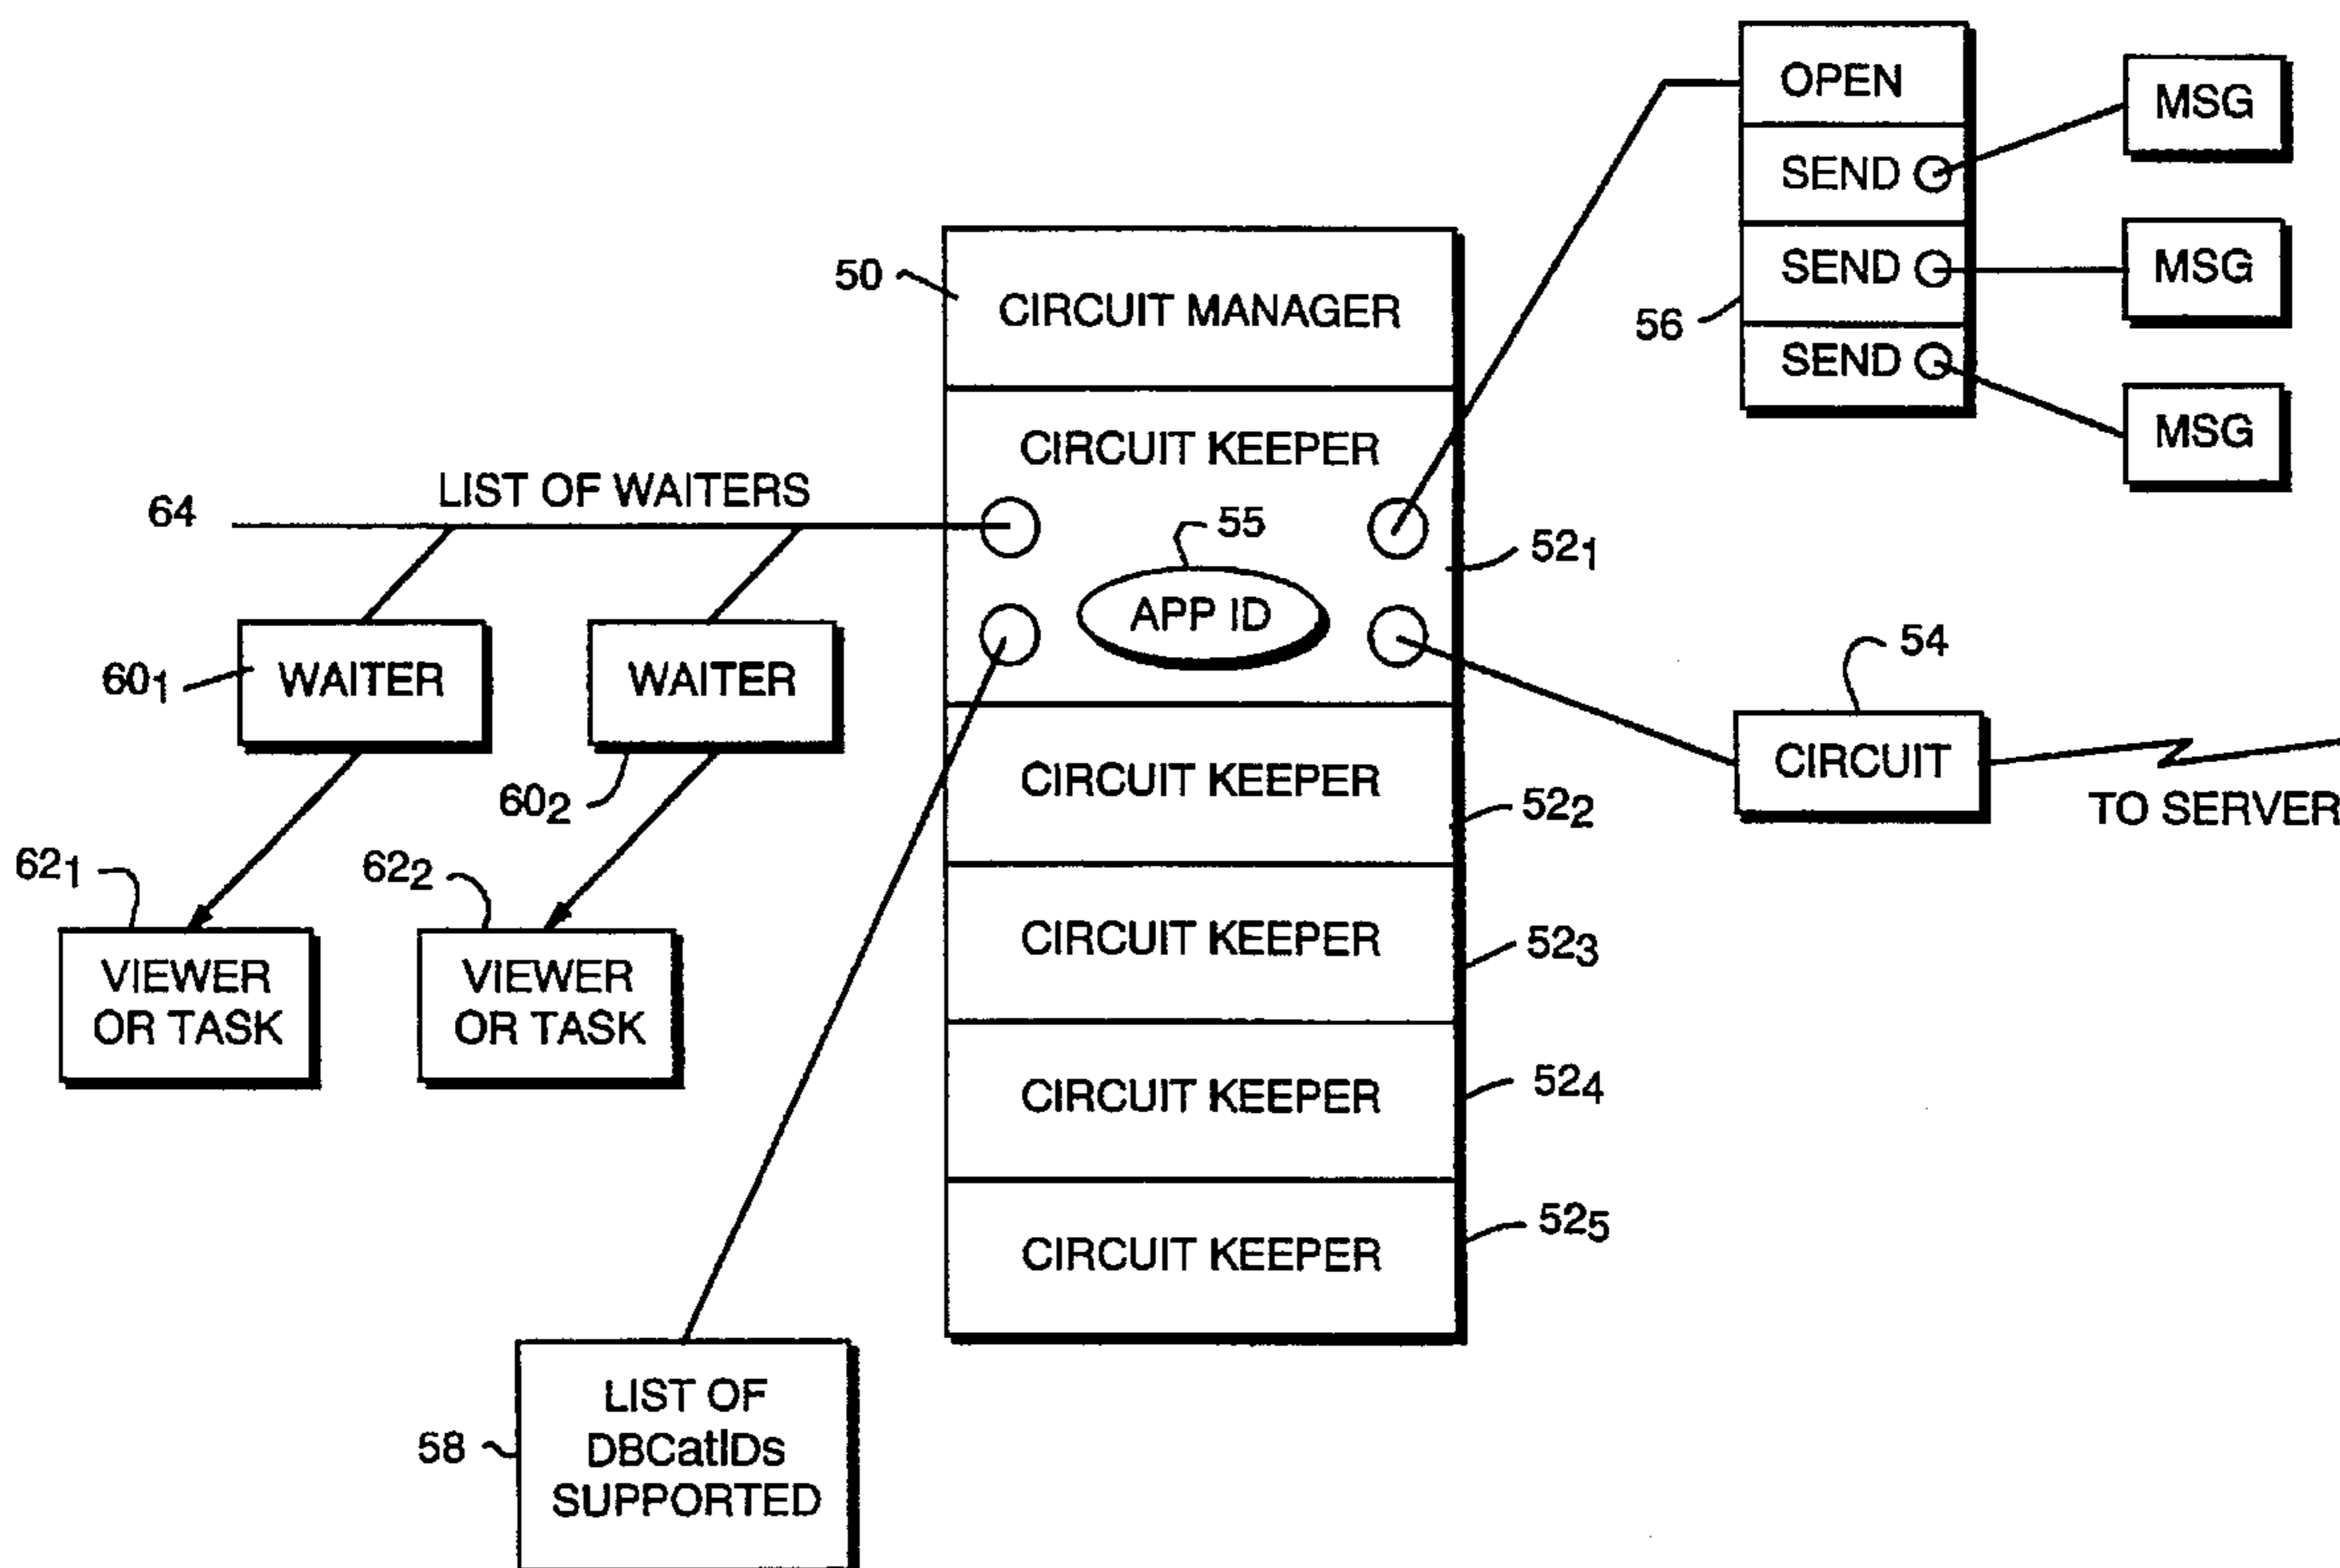 OPEN
MSG
SEND
SEND
MSG
56
SEND
MSG
50
CIRCUIT MANAGER
CIRCUIT KEEPER
LIST OF WAITERS
64
55
52₁
APP ID
54
60₁
WAITER
WAITER
60₂
CIRCUIT KEEPER
52₂
CIRCUIT
TO SERVER
62₁
62₂
VIEWER
OR TASK
VIEWER
OR TASK
CIRCUIT KEEPER
52₃
CIRCUIT KEEPER
52₄
CIRCUIT KEEPER
52₅
58
LIST OF
DBCatIDs
SUPPORTED